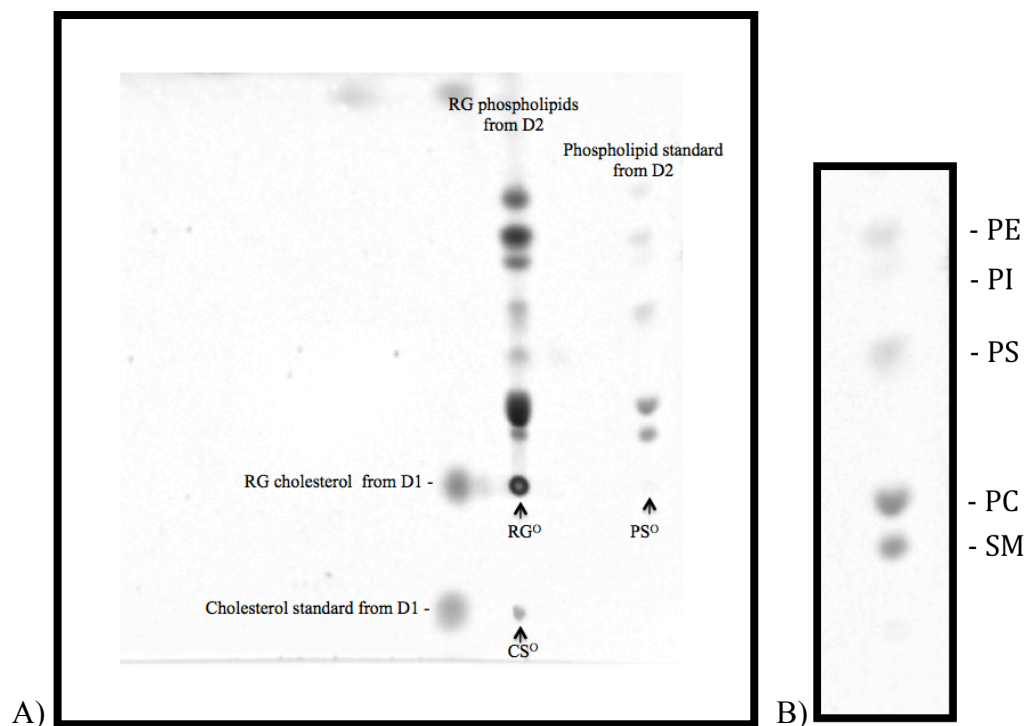 RG phospholipids
from D2
Phospholipid standard
from D2
RG cholesterol from D1 -
RGᴼ
PSᴼ
Cholesterol standard from D1 -
CSᴼ
A)
- PE
- PI
- PS
- PC
- SM
B)